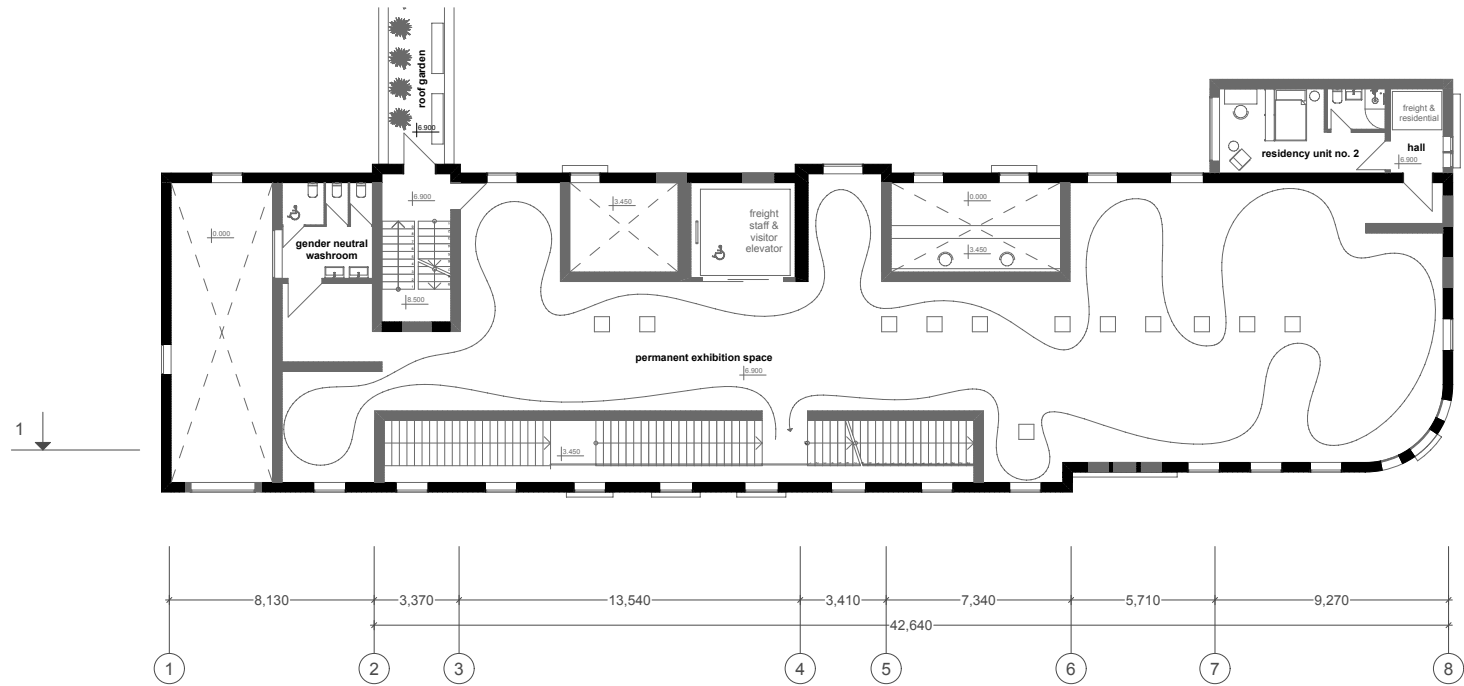 roof garden
6.900
freight &
residential
residency unit no. 2
hall
6.900
6.900
3.450
0.000
0.000
gender neutral
washroom
freight
staff &
visitor
elevator
3.450
8.500
permanent exhibition space
6.900
1
3.450
8,130
3,370
13,540
3,410
7,340
5,710
9,270
42,640
1
2
3
4
5
6
7
8